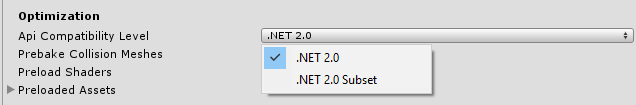 Optimization
Api Compatibility Level .NET 2.0
Prebake Collision Meshes .NET 2.0
Preload Shaders .NET 2.0 Subset
Preloaded Assets